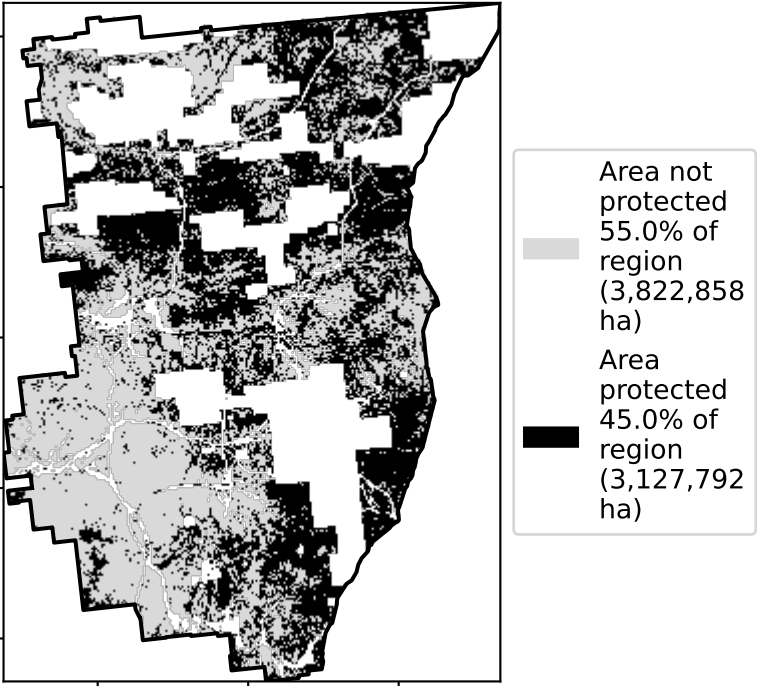 Area not
protected
55.0% of
region
(3,822,858
ha)
Area
protected
45.0% of
region
(3,127,792
ha)